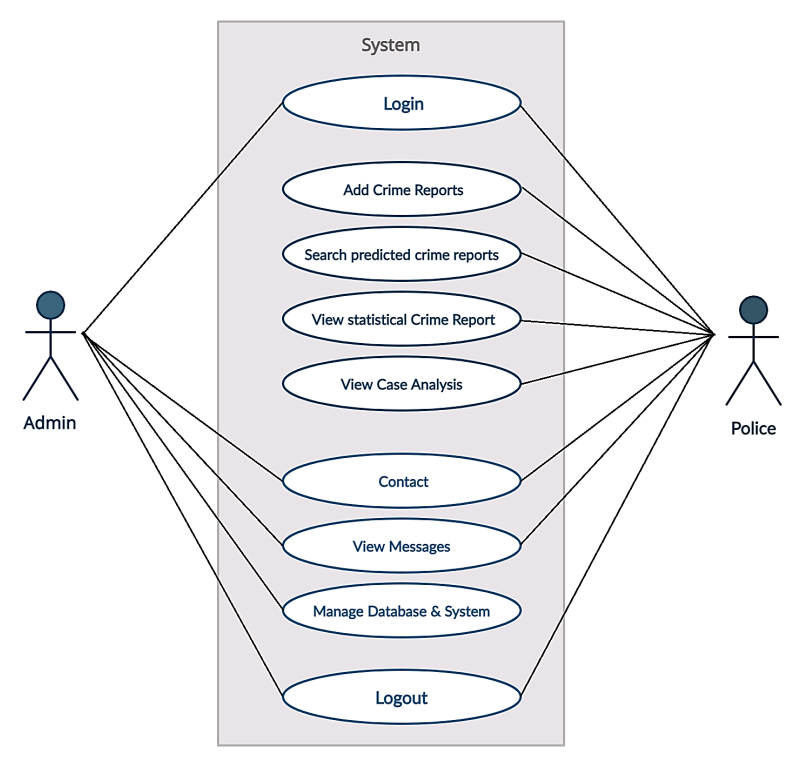 System
Login
Add Crime Reports
Search predicted crime reports
View statistical Crime Report
View Case Analysis
Admin
Police
Contact
View Messages
Manage Database & System
Logout